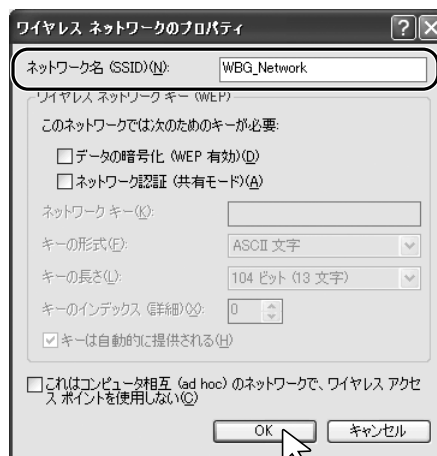 ワイヤレス ネットワークのプロパティ
ネットワーク名 (SSID)(N): WBG_Network
ワイヤレス ネットワーク キー (WEP)
このネットワークでは次のためのキーが必要:
データの暗号化 (WEP 有効)(D)
ネットワーク認証 (共有モード)(A)
ネットワーク キー(K):
キーの形式(F): ASCII 文字
キーの長さ(L): 104 ビット (13 文字)
キーのインデックス (詳細)(X): 0
キーは自動的に提供される(H)
これはコンピュータ相互 (ad hoc) のネットワークで、ワイヤレス アクセ
ス ポイントを使用しない(C)
OK キャンセル